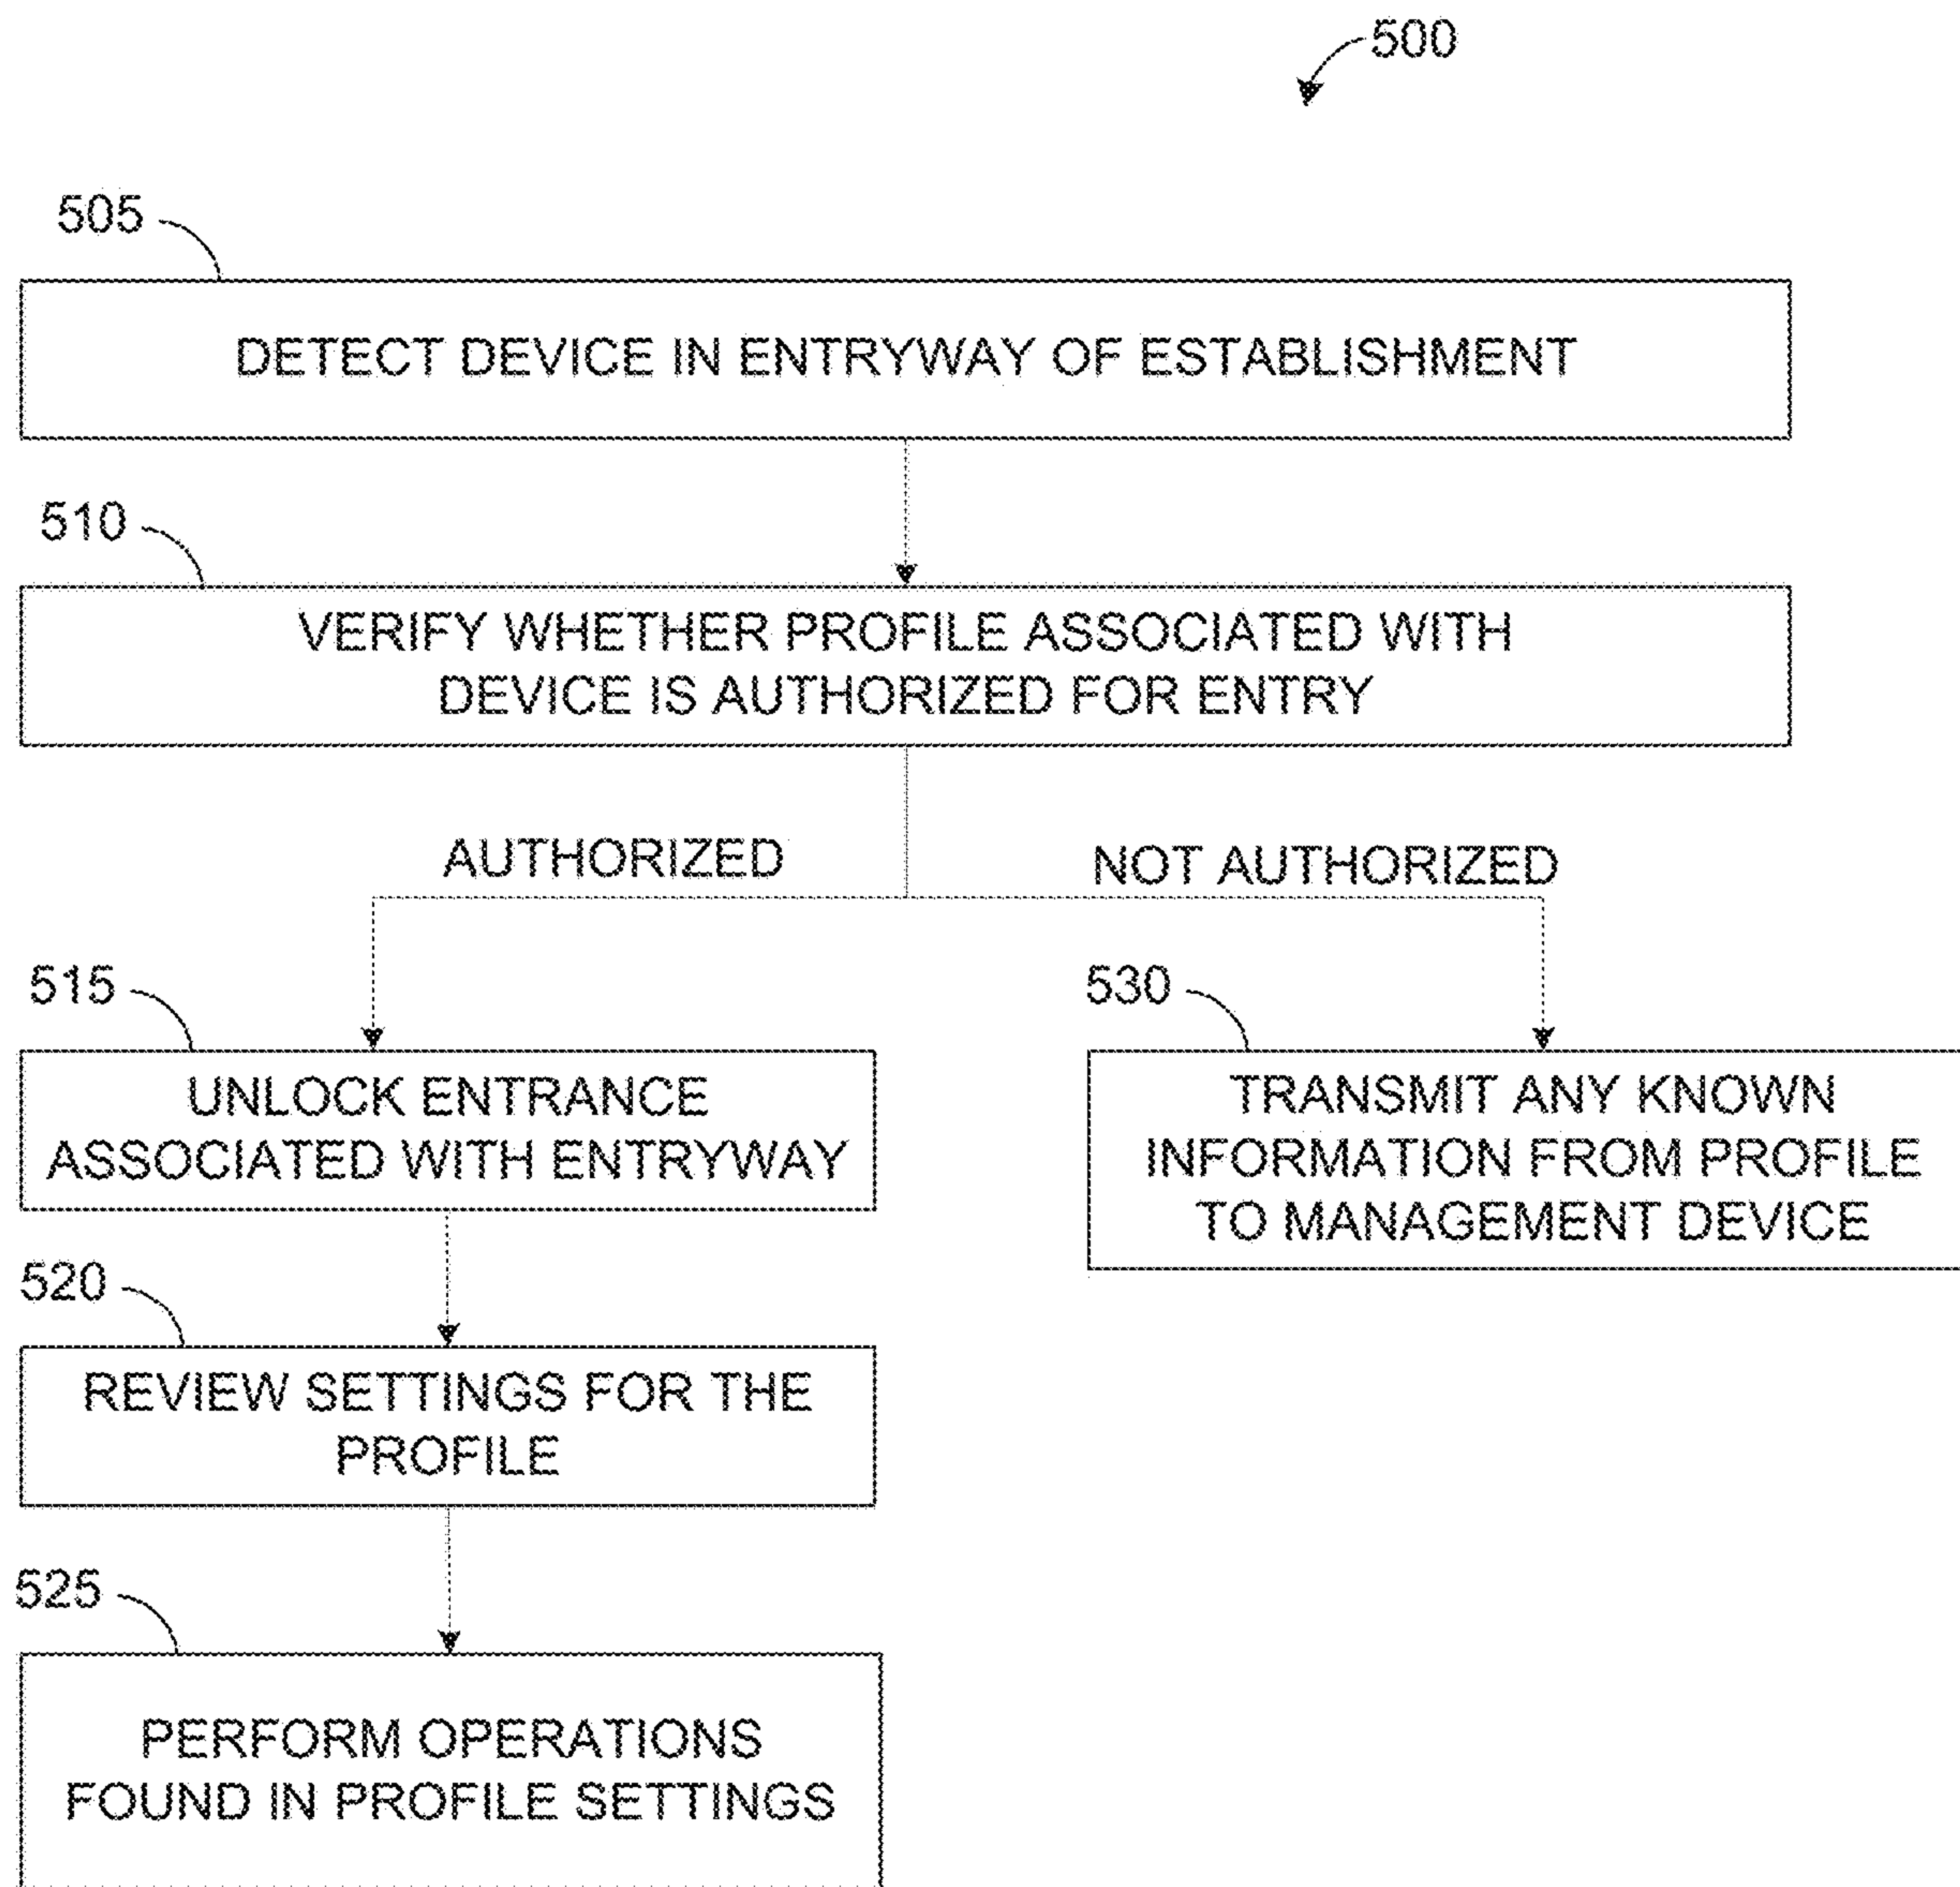 500
505
DETECT DEVICE IN ENTRYWAY OF ESTABLISHMENT
510
VERIFY WHETHER PROFILE ASSOCIATED WITH
DEVICE IS AUTHORIZED FOR ENTRY
AUTHORIZED
NOT AUTHORIZED
515
UNLOCK ENTRANCE
ASSOCIATED WITH ENTRYWAY
530
TRANSMIT ANY KNOWN
INFORMATION FROM PROFILE
TO MANAGEMENT DEVICE
520
REVIEW SETTINGS FOR THE
PROFILE
525
PERFORM OPERATIONS
FOUND IN PROFILE SETTINGS